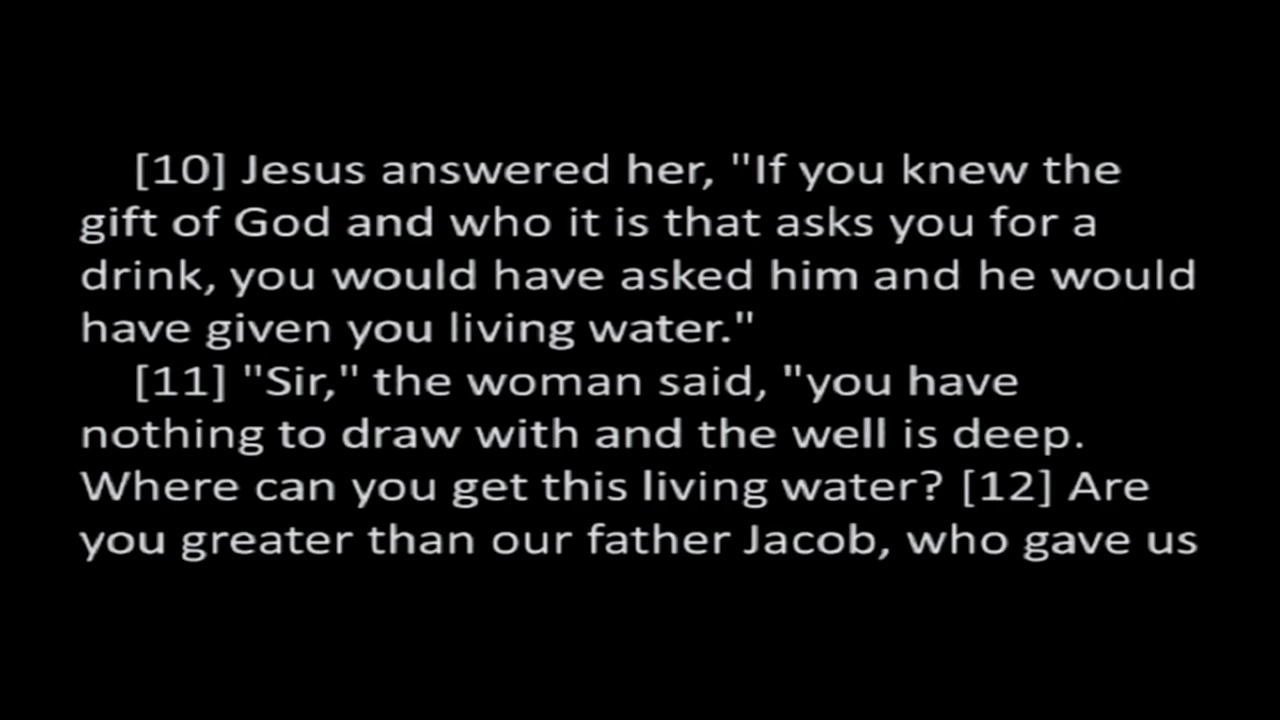 [10] Jesus answered her, "If you knew the
gift of God and who it is that asks you for a
drink, you would have asked him and he would
have given you living water."
[11] "Sir," the woman said, "you have
nothing to draw with and the well is deep.
Where can you get this living water? [12] Are
you greater than our father Jacob, who gave us